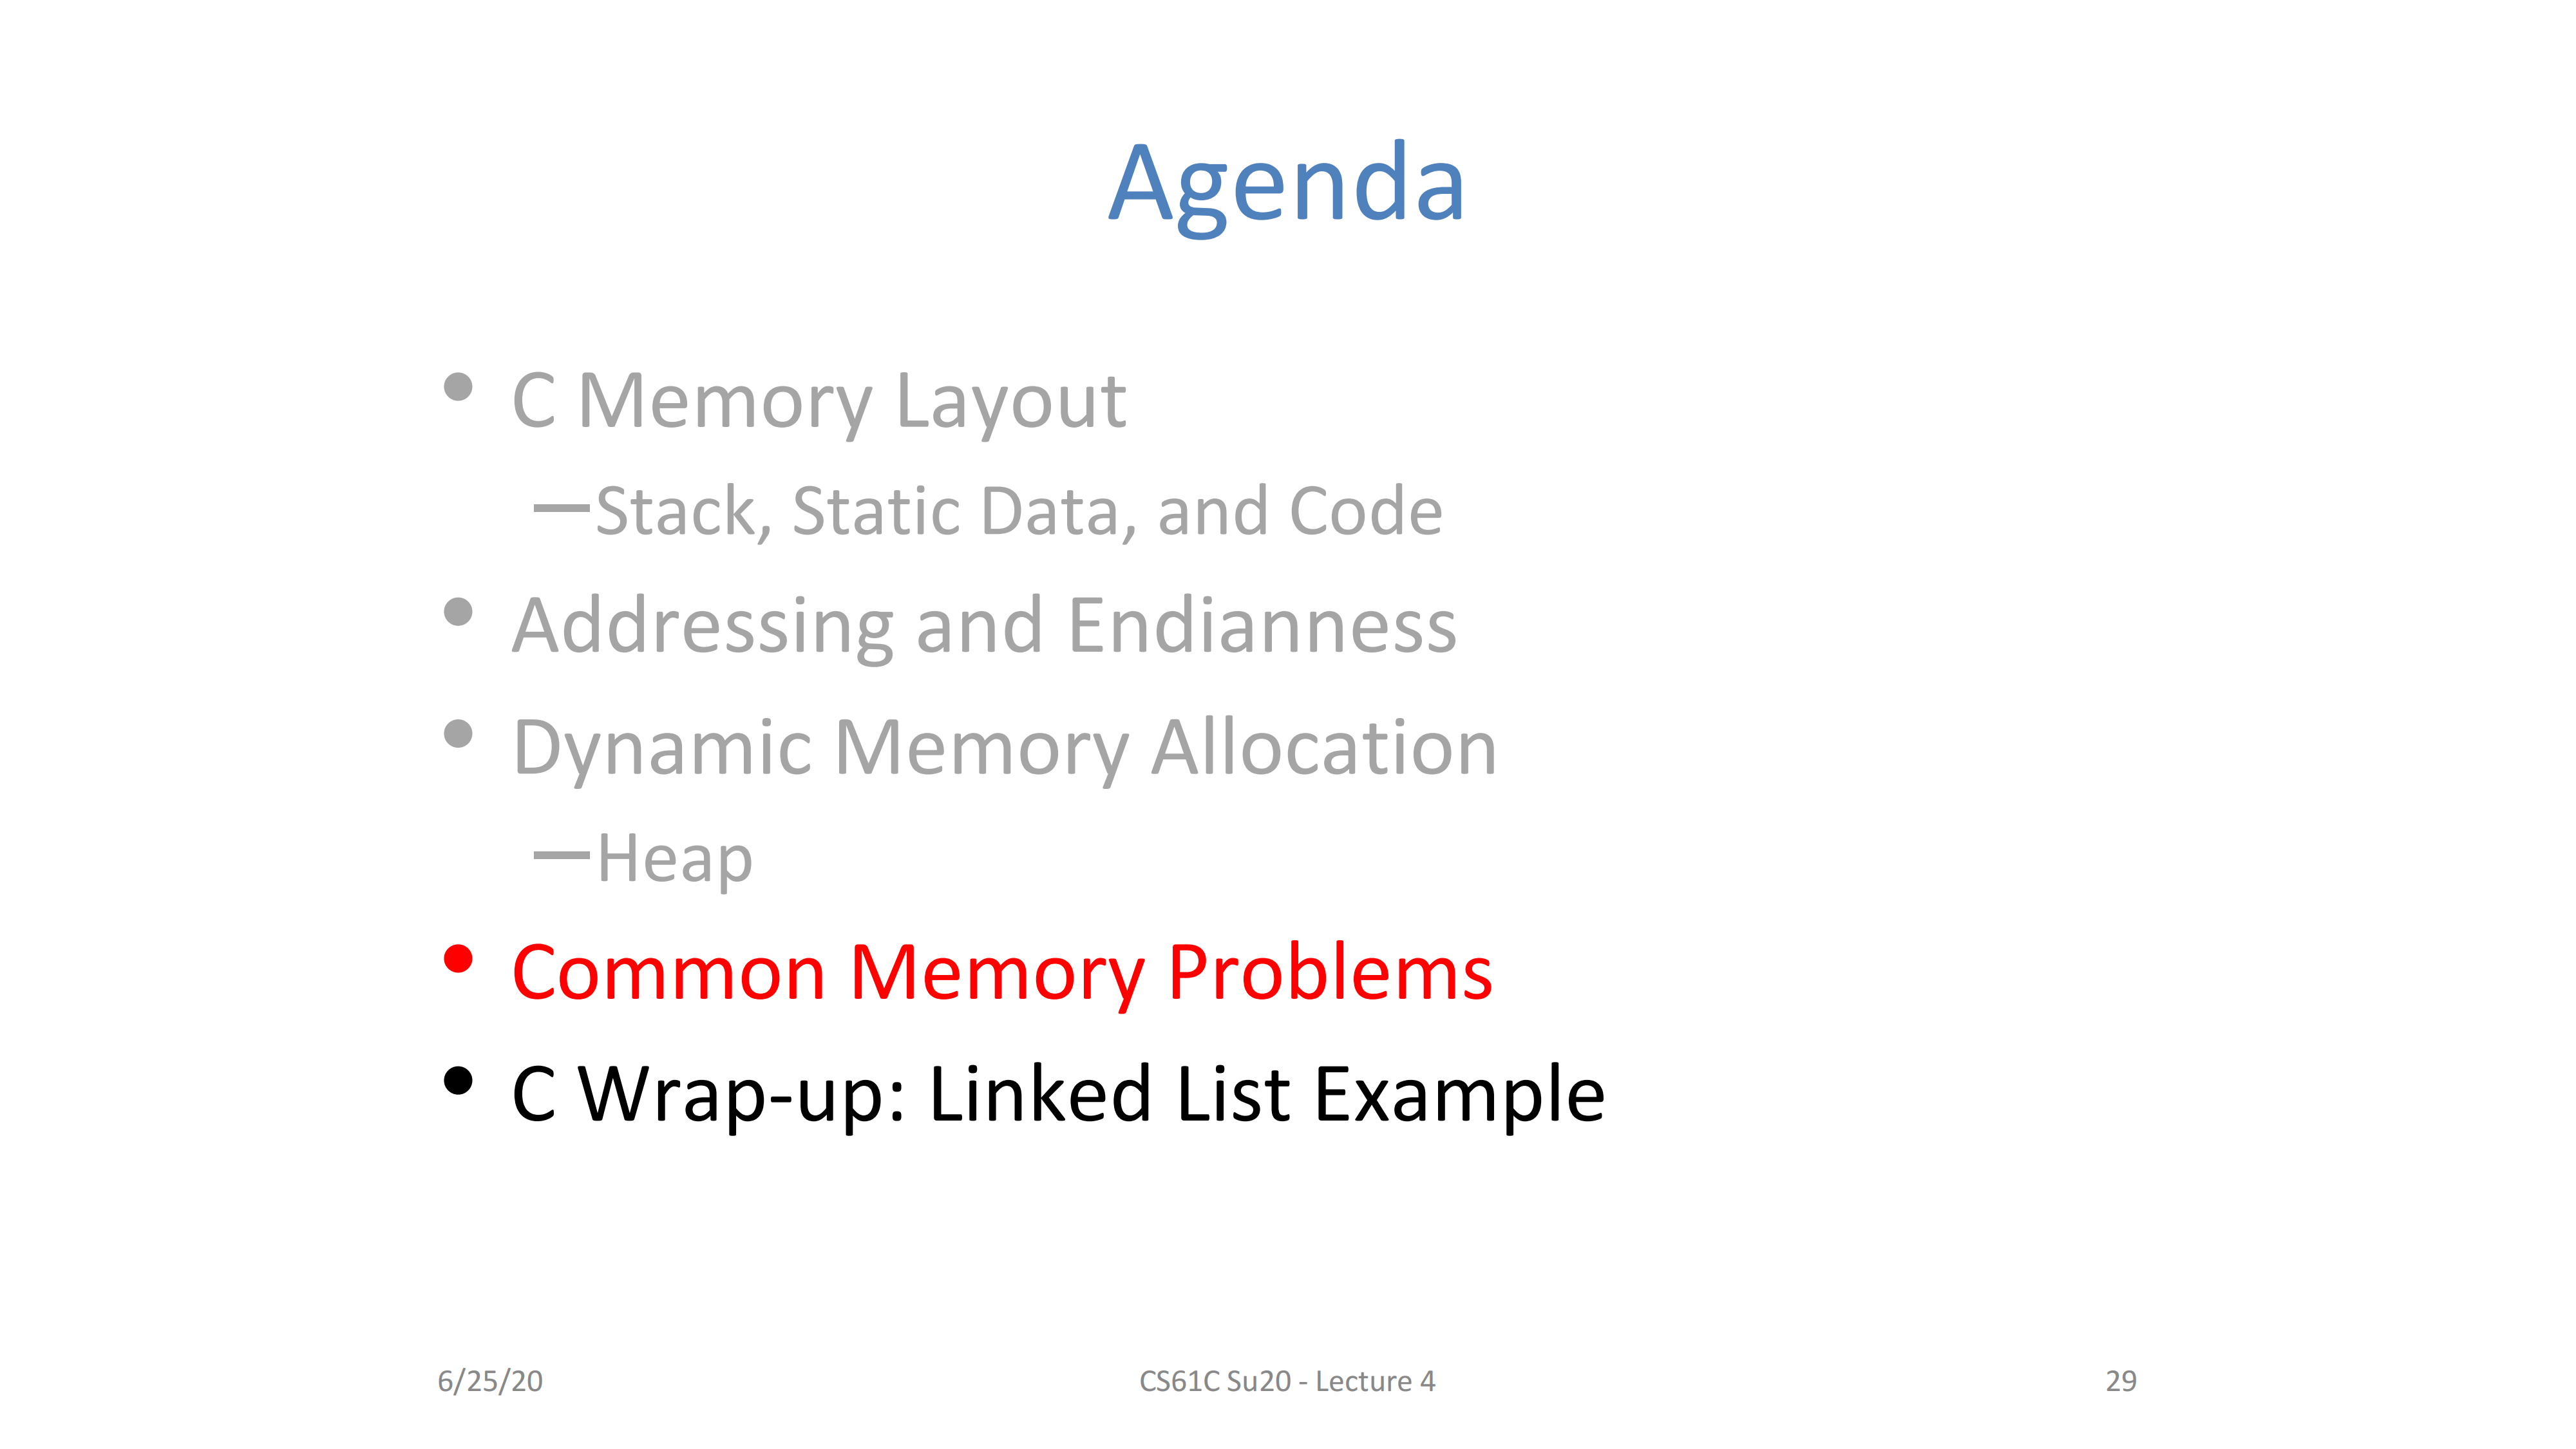 Agenda
• C Memory Layout
—Stack, Static Data, and Code
• Addressing and Endianness
• Dynamic Memory Allocation
—Heap
• Common Memory Problems
• C Wrap-up: Linked List Example
6/25/20 CS61C Su20 - Lecture 4 29